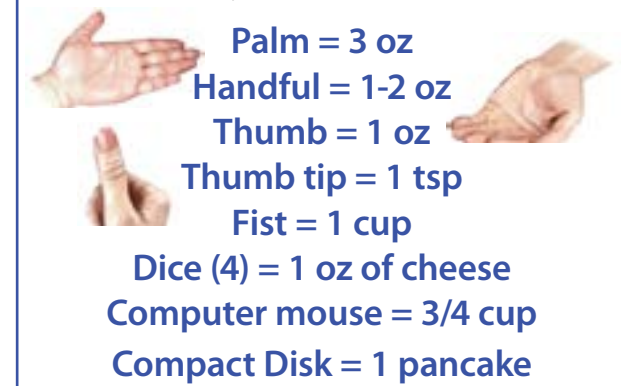 Palm = 3 oz
Handful = 1-2 oz
Thumb = 1 oz
Thumb tip = 1 tsp
Fist = 1 cup
Dice (4) = 1 oz of cheese
Computer mouse = 3/4 cup
Compact Disk = 1 pancake